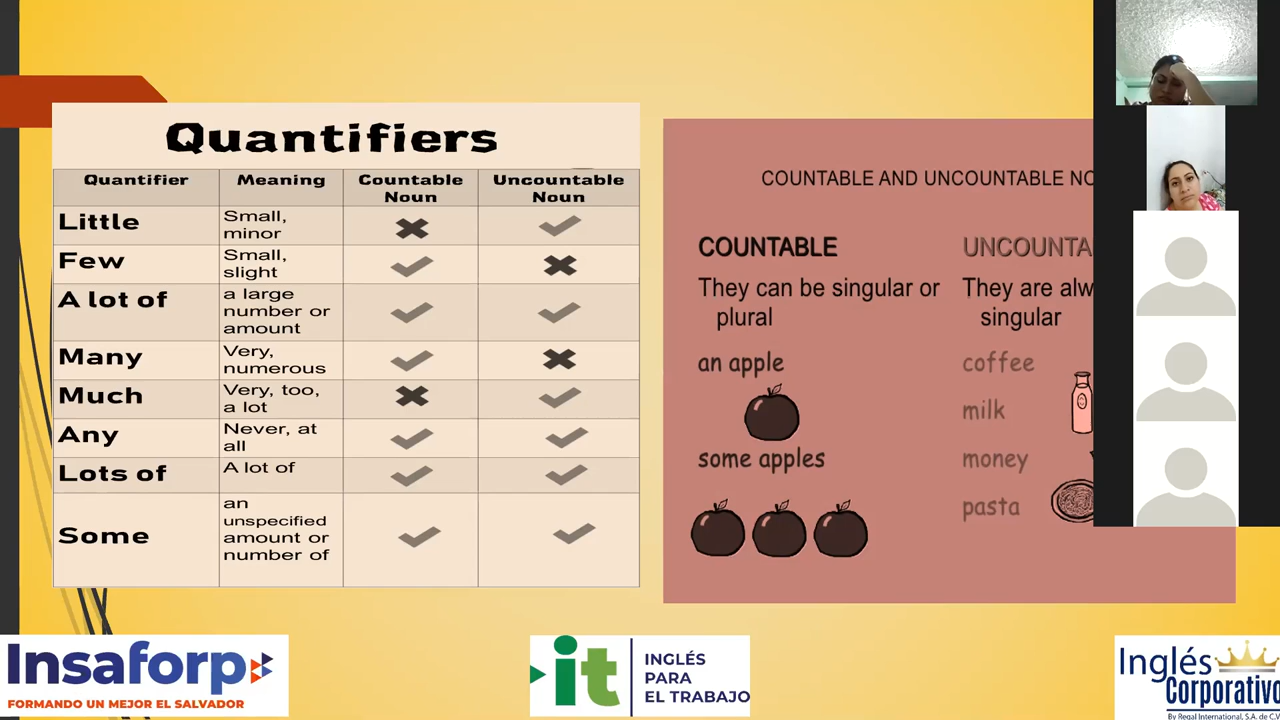 Quantifiers
Quantifier Meaning Countable Noun Uncountable Noun
Little Small, minor
Few Small, slight
A lot of a large number or amount
Many Very, numerous
Much Very, too, a lot
Any Never, at all
Lots of A lot of
Some an unspecified amount or number of
COUNTABLE AND UNCOUNTABLE
COUNTABLE
They can be singular or
plural
an apple
some apples
They are
singular
coffee
milk
money
pasta
Insaforp
FORMANDO UN MEJOR EL SALVADOR
it
INGLÉS
PARA
EL TRABAJO
Inglés
Corporativo
By Regal International, S.A. de C.V.